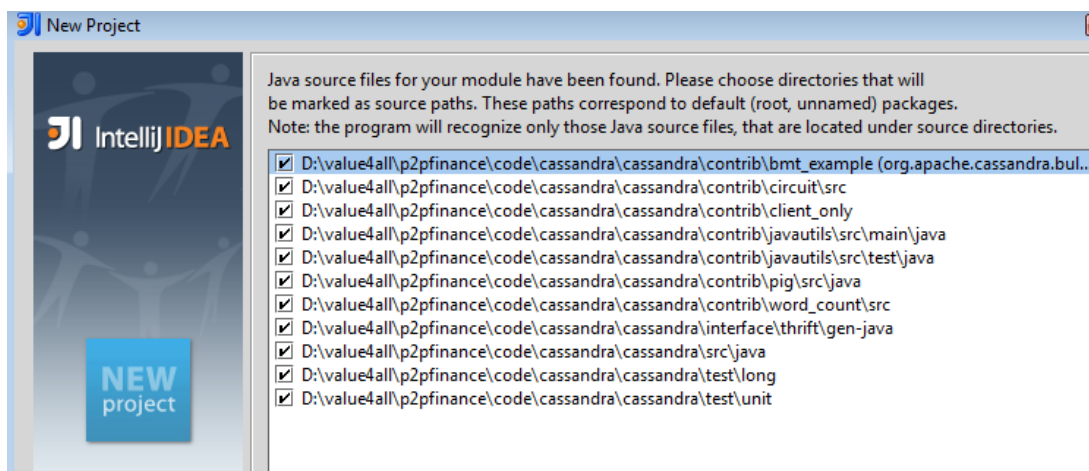 New Project
Java source files for your module have been found. Please choose directories that will
be marked as source paths. These paths correspond to default (root, unnamed) packages.
Note: the program will recognize only those Java source files, that are located under source directories.
IntelliJ IDEA
D:\value4all\p2pfinance\code\cassandra\cassandra\contrib\bmt_example (org.apache.cassandra.bul...
D:\value4all\p2pfinance\code\cassandra\cassandra\contrib\circuit\src
D:\value4all\p2pfinance\code\cassandra\cassandra\contrib\client_only
D:\value4all\p2pfinance\code\cassandra\cassandra\contrib\javautils\src\main\java
D:\value4all\p2pfinance\code\cassandra\cassandra\contrib\javautils\src\test\java
D:\value4all\p2pfinance\code\cassandra\cassandra\contrib\pig\src\java
D:\value4all\p2pfinance\code\cassandra\cassandra\contrib\word_count\src
D:\value4all\p2pfinance\code\cassandra\cassandra\interface\thrift\gen-java
D:\value4all\p2pfinance\code\cassandra\cassandra\src\java
D:\value4all\p2pfinance\code\cassandra\cassandra\test\long
D:\value4all\p2pfinance\code\cassandra\cassandra\test\unit
NEW
project